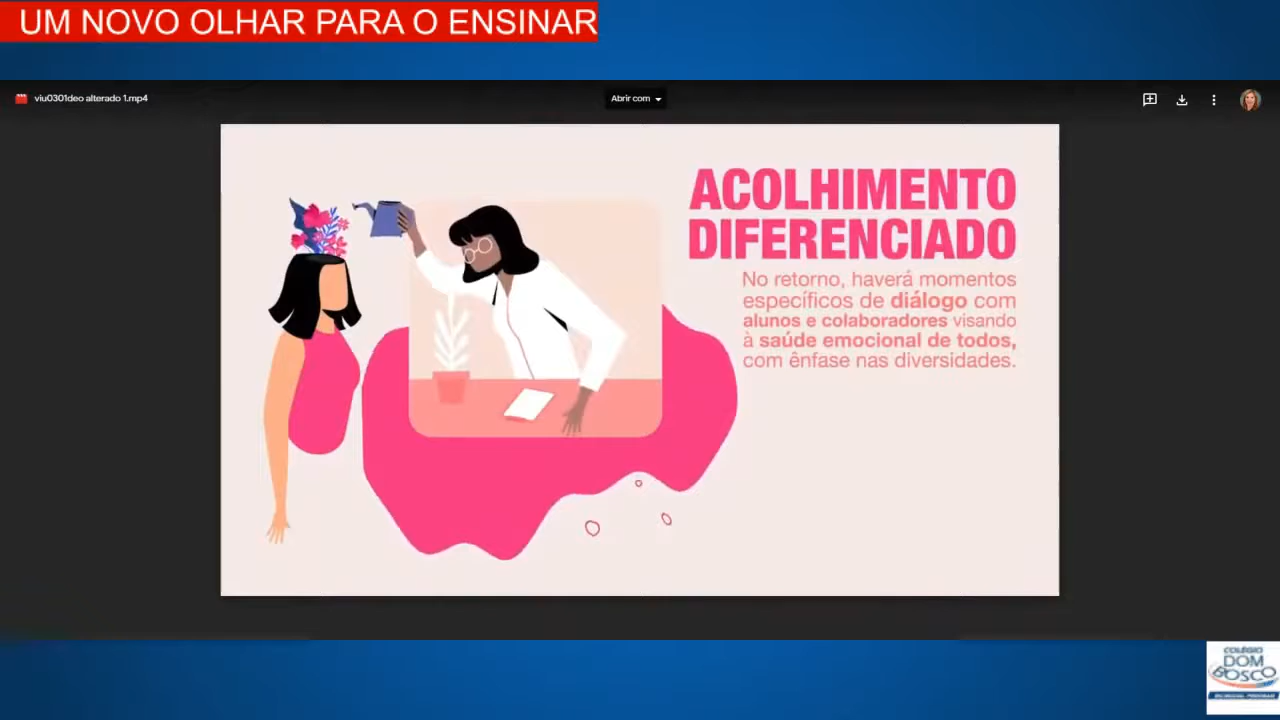 UM NOVO OLHAR PARA O ENSINAR
viu0301deo alterado 1.mp4
Abrir com
ACOLHIMENTO
DIFERENCIADO
No retorno, haverá momentos
específicos de diálogo com
alunos e colaboradores visando
à saúde emocional de todos,
com ênfase nas diversidades.
COLÉGIO
DOM
BOSCO